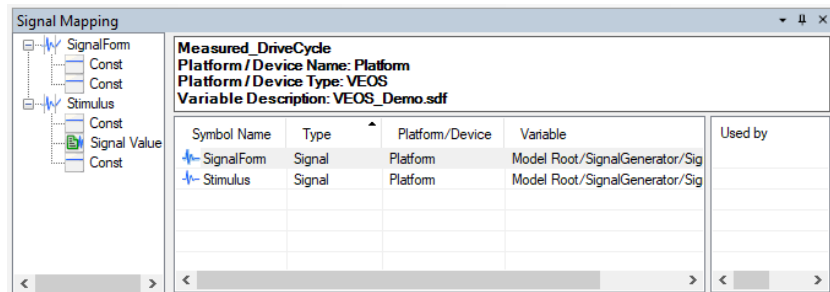 Signal Mapping
SignalForm
Const
Const
Stimulus
Const
Signal Value
Const
Measured_DriveCycle
Platform / Device Name: Platform
Platform / Device Type: VEOS
Variable Description: VEOS_Demo.sdf
Symbol Name Type Platform/Device Variable
SignalForm Signal Platform Model Root/SignalGenerator/Sig
Stimulus Signal Platform Model Root/SignalGenerator/Sig
Used by